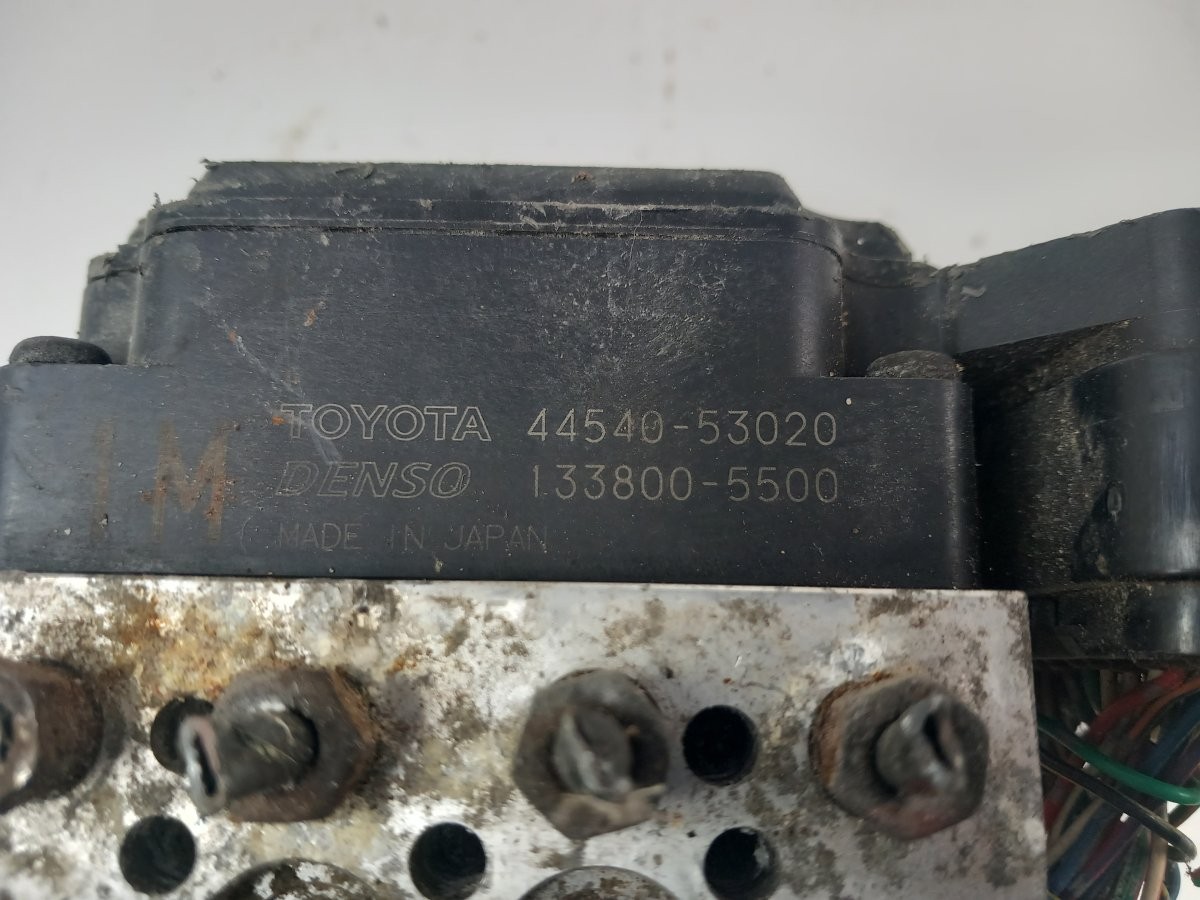 TOYOTA 44540-53020
DENSO 133800-5500
1M
MADE IN JAPAN